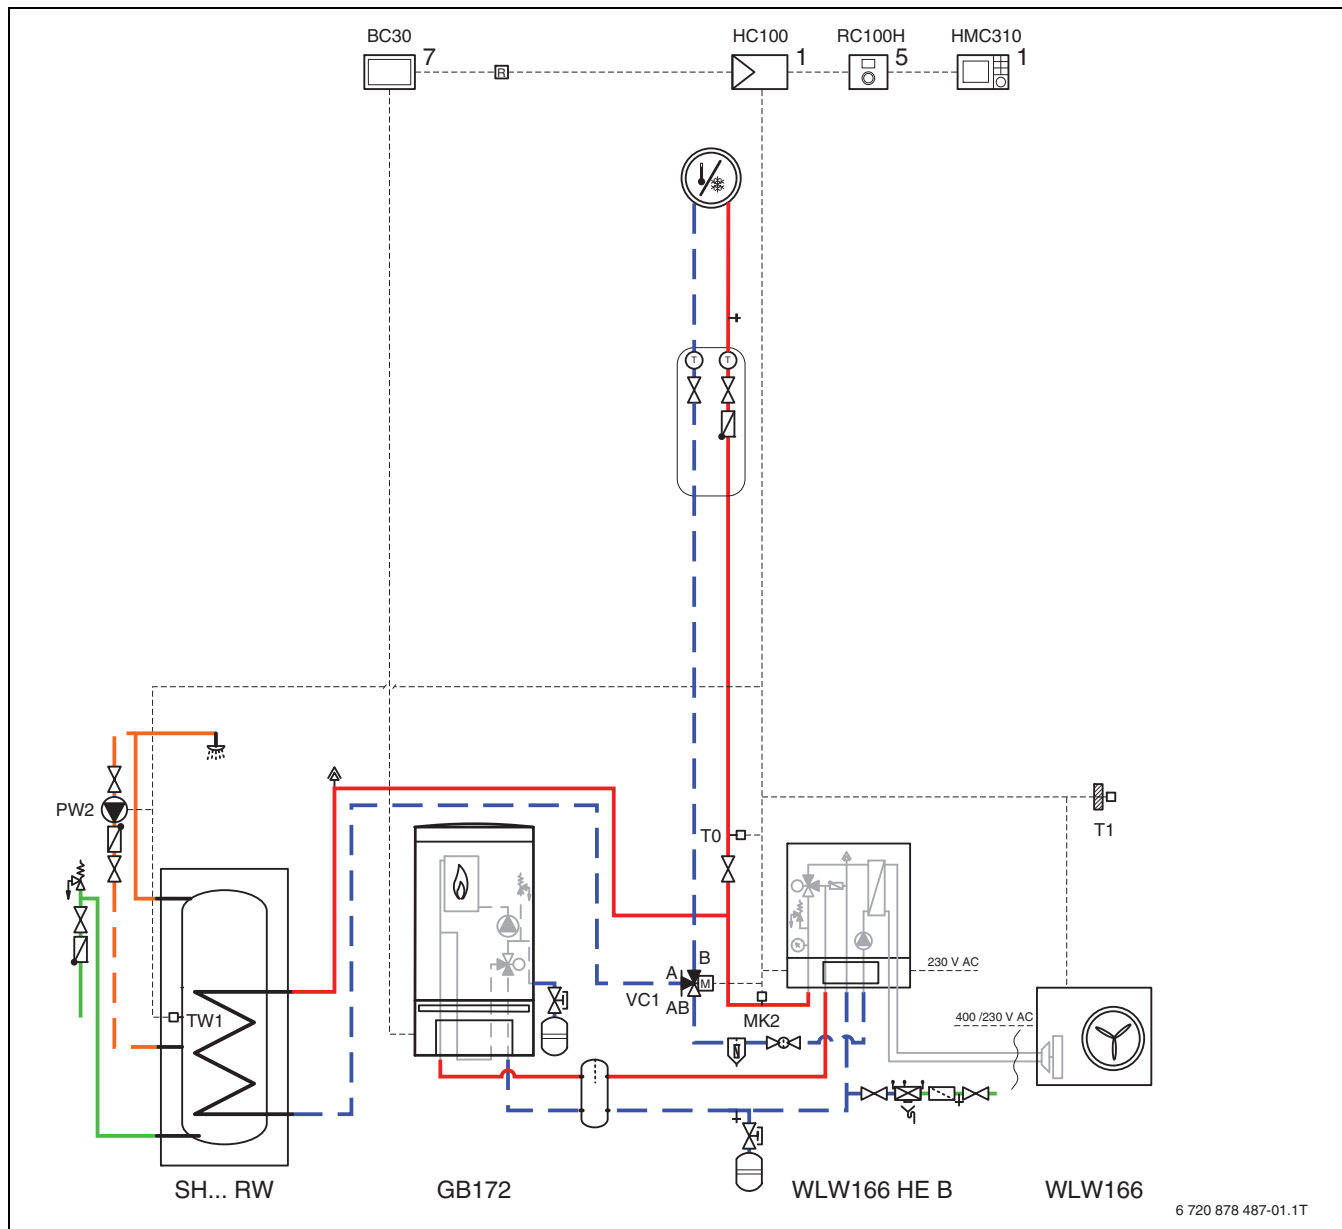 BC30
7
R
HC100
1
RC100H
5
HMC310
1
T
T
PW2
T0
T1
A
B
VC1
M
AB
MK2
230 V AC
400 /230 V AC
TW1
SH... RW
GB172
WLW166 HE B
WLW166
6 720 878 487-01.1T